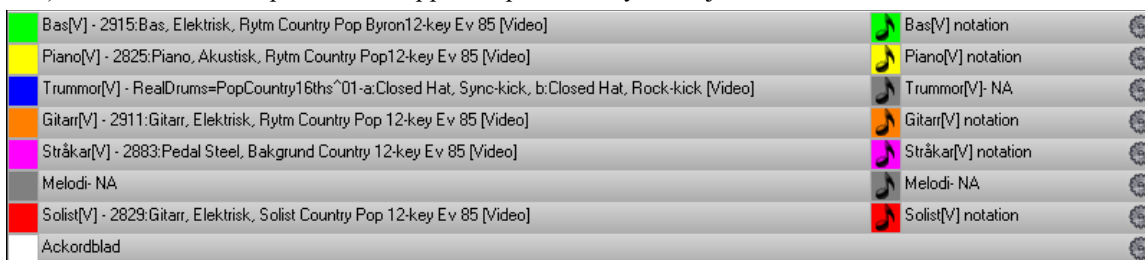 Bas[V] - 2915:Bas, Elektrisk, Rytm Country Pop Byron12-key Ev 85 [Video] Bas[V] notation
Piano[V] - 2825:Piano, Akustisk, Rytm Country Pop12-key Ev 85 [Video] Piano[V] notation
Trummor[V] - RealDrums=PopCountry16ths^01-a:Closed Hat, Sync-kick, b:Closed Hat, Rock-kick [Video] Trummor[V]- NA
Gitarr[V] - 2911:Gitarr, Elektrisk, Rytm Country Pop 12-key Ev 85 [Video] Gitarr[V] notation
Stråkar[V] - 2883:Pedal Steel, Bakgrund Country 12-key Ev 85 [Video] Stråkar[V] notation
Melodi- NA Melodi- NA
Solist[V] - 2829:Gitarr, Elektrisk, Solist Country Pop 12-key Ev 85 [Video] Solist[V] notation
Ackordblad